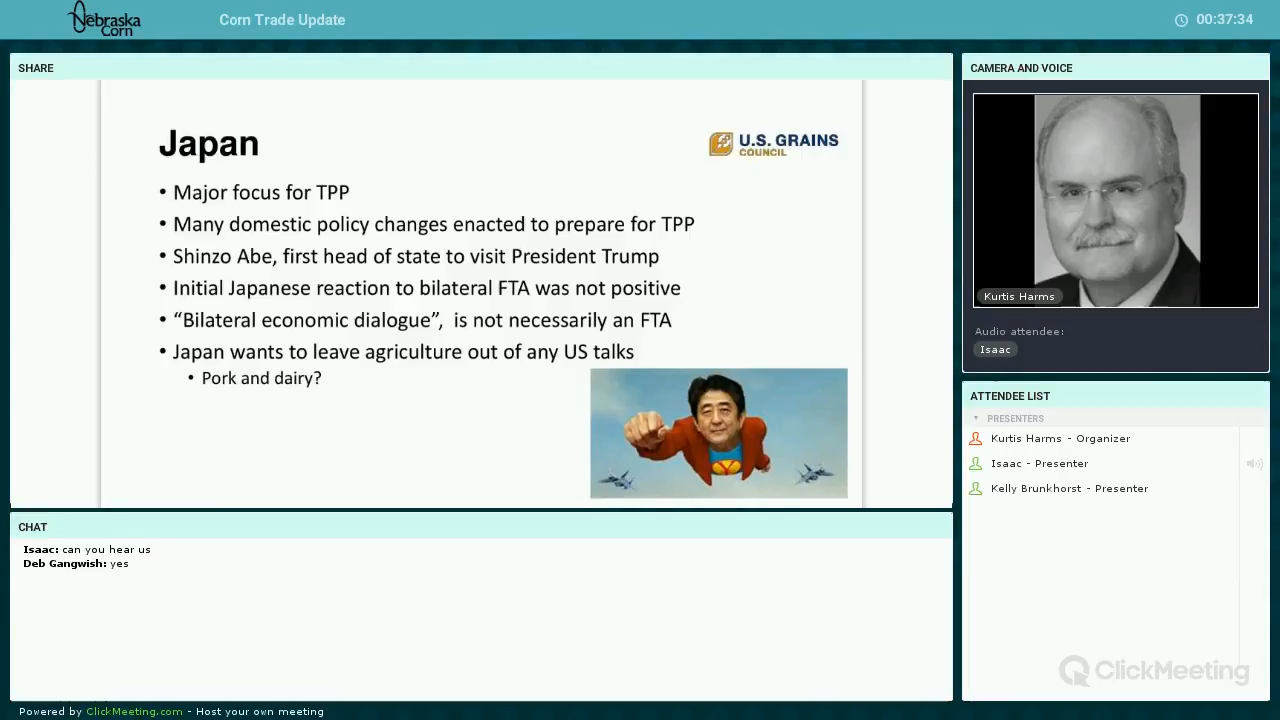 Nebraska
Corn
Corn Trade Update
00:37:34
SHARE
Japan
U.S. GRAINS
COUNCIL
• Major focus for TPP
• Many domestic policy changes enacted to prepare for TPP
• Shinzo Abe, first head of state to visit President Trump
• Initial Japanese reaction to bilateral FTA was not positive
• “Bilateral economic dialogue”,  is not necessarily an FTA
• Japan wants to leave agriculture out of any US talks
• Pork and dairy?
CHAT
Isaac: can you hear us
Deb Gangwish: yes
CAMERA AND VOICE
Kurtis Harms
Audio attendee:
Isaac
ATTENDEE LIST
PRESENTERS
Kurtis Harms - Organizer
Isaac - Presenter
Kelly Brunkhorst - Presenter
ClickMeeting
Powered by ClickMeeting.com - Host your own meeting